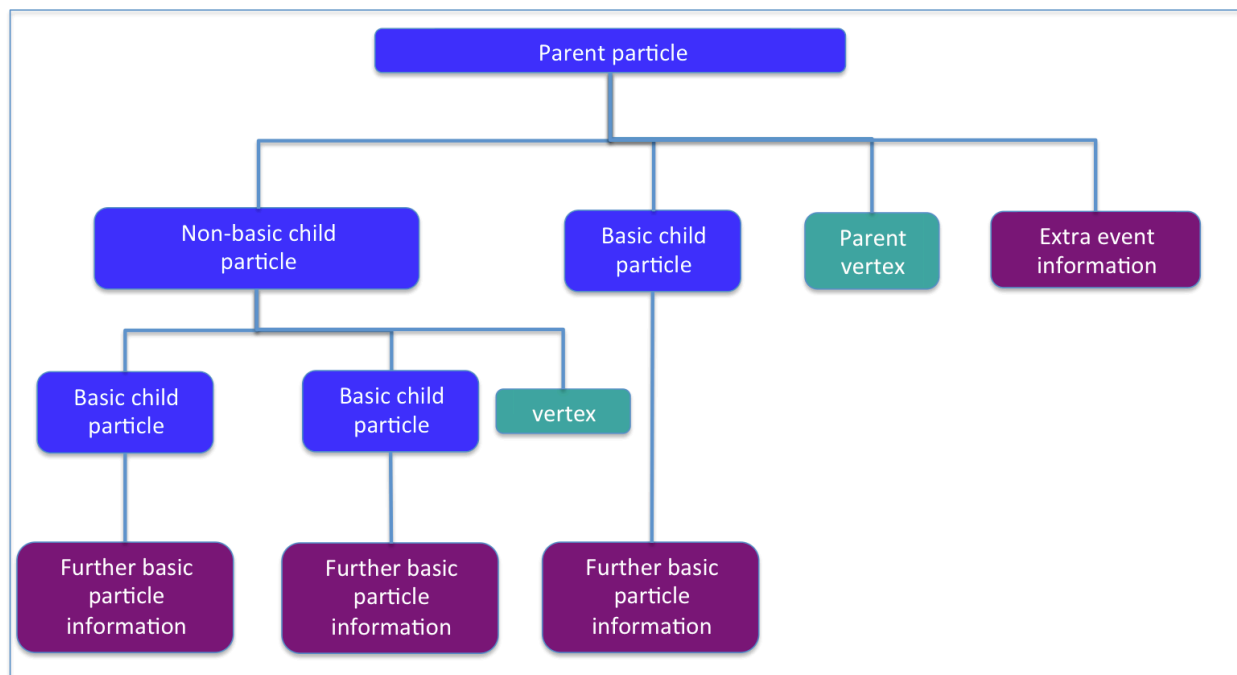 Parent particle
Non-basic child
particle
Basic child
particle
Parent
vertex
Extra event
information
Basic child
particle
Basic child
particle
vertex
Further basic
particle
information
Further basic
particle
information
Further basic
particle
information